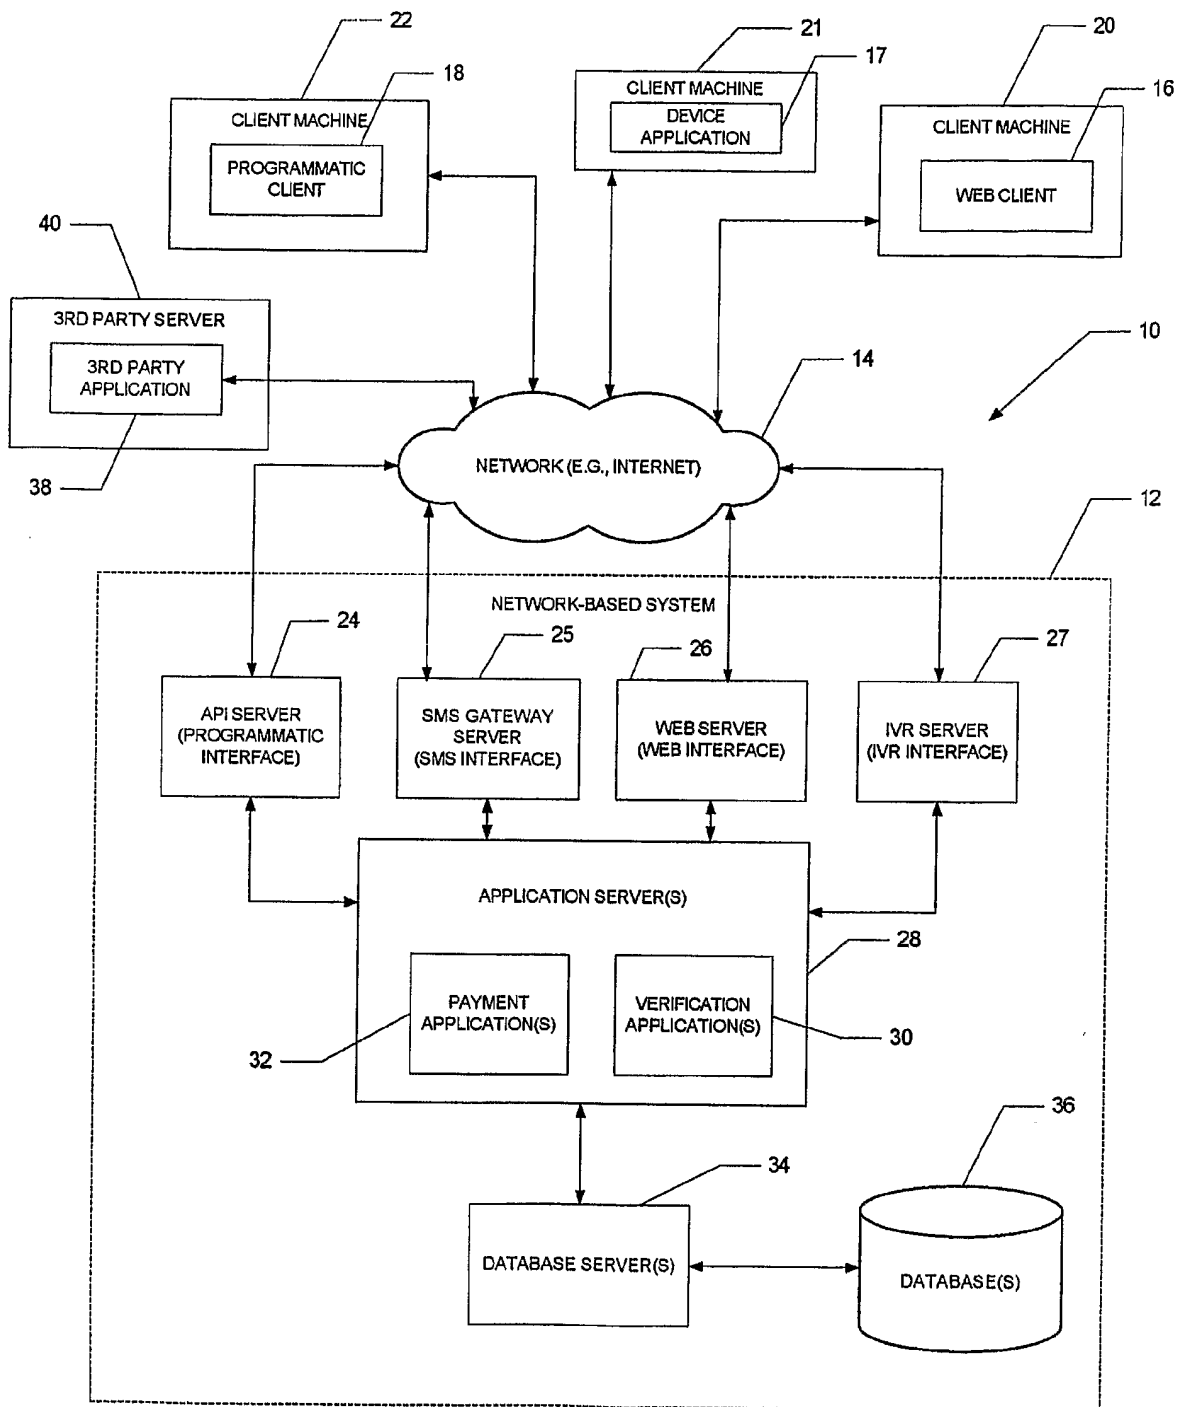 22
18
CLIENT MACHINE
PROGRAMMATIC
CLIENT
21
17
CLIENT MACHINE
DEVICE
APPLICATION
20
16
CLIENT MACHINE
WEB CLIENT
40
3RD PARTY SERVER
3RD PARTY
APPLICATION
38
10
14
NETWORK (E.G., INTERNET)
12
NETWORK-BASED SYSTEM
24
25
26
27
API SERVER
(PROGRAMMATIC
INTERFACE)
SMS GATEWAY
SERVER
(SMS INTERFACE)
WEB SERVER
(WEB INTERFACE)
IVR SERVER
(IVR INTERFACE)
APPLICATION SERVER(S)
28
PAYMENT
APPLICATION(S)
32
VERIFICATION
APPLICATION(S)
30
34
36
DATABASE SERVER(S)
DATABASE(S)